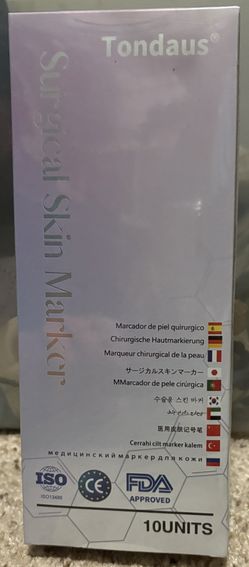 Tondaus®
Surgical Skin Marker
Marcador de piel quirurgico
Chirurgische Hautmarkierung
Marqueur chirurgical de la peau
サージカルスキンマーカー
MMarcador de pele cirúrgica
수술용 스킨 마커
医用皮肤记号笔
Cerrahi cilt marker kalem
медицинский маркер для кожи
ISO
ISO13485
CE
FDA
APPROVED
10UNITS